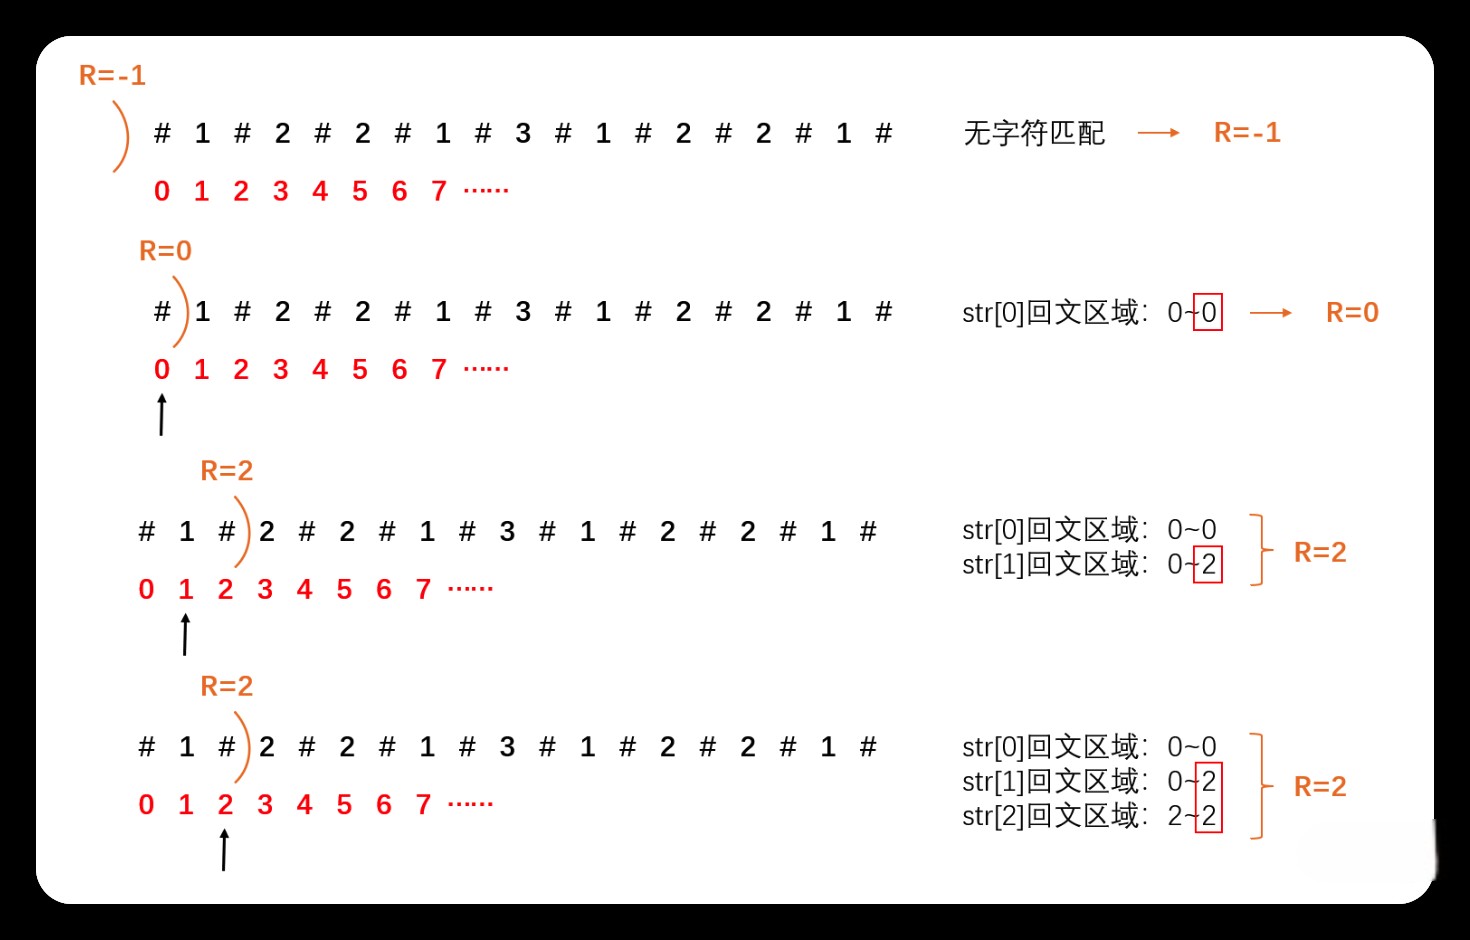 R=-1
# 1 # 2 # 2 # 1 # 3 # 1 # 2 # 2 # 1 # 无字符匹配 R=-1
0 1 2 3 4 5 6 7 ······
R=0
# 1 # 2 # 2 # 1 # 3 # 1 # 2 # 2 # 1 # str[0]回文区域：0~0 R=0
0 1 2 3 4 5 6 7 ······
R=2
# 1 # 2 # 2 # 1 # 3 # 1 # 2 # 2 # 1 # str[0]回文区域：0~0
str[1]回文区域：0~2 R=2
0 1 2 3 4 5 6 7 ······
R=2
# 1 # 2 # 2 # 1 # 3 # 1 # 2 # 2 # 1 # str[0]回文区域：0~0
str[1]回文区域：0~2 R=2
0 1 2 3 4 5 6 7 ······ str[2]回文区域：2~2